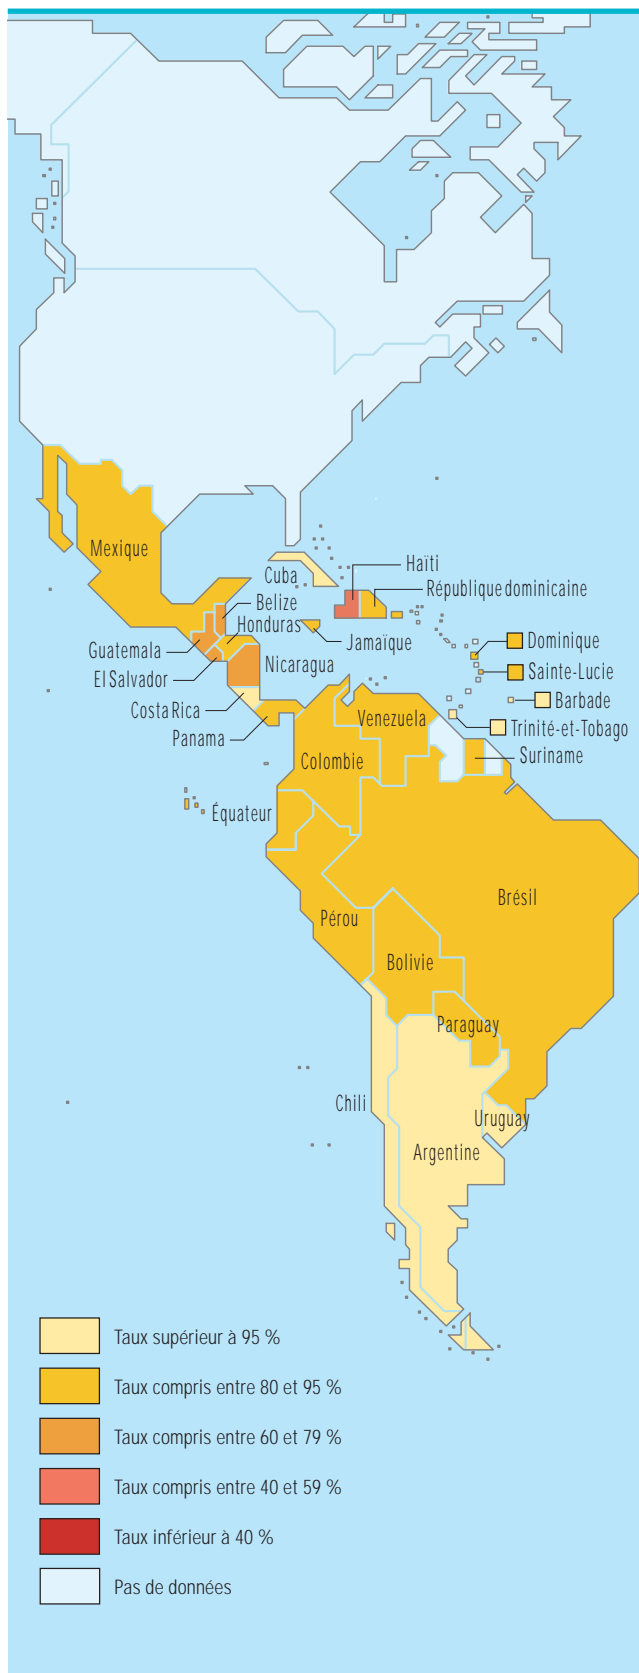 Mexique
Haïti
Cuba
République dominicaine
Belize
Honduras
Dominique
Guatemala
Jamaïque
Nicaragua
Sainte-Lucie
El Salvador
Barbade
Costa Rica
Venezuela
Trinité-et-Tobago
Panama
Suriname
Colombie
Équateur
Brésil
Pérou
Bolivie
Paraguay
Chili
Uruguay
Argentine
Taux supérieur à 95 %
Taux compris entre 80 et 95 %
Taux compris entre 60 et 79 %
Taux compris entre 40 et 59 %
Taux inférieur à 40 %
Pas de données